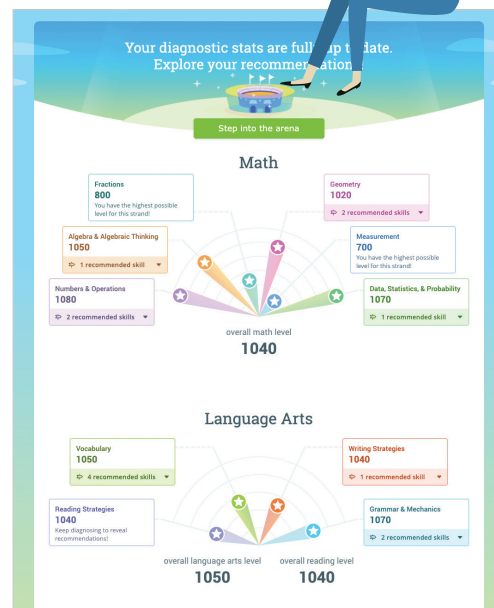 Your diagnostic stats are fully up to date.
Explore your recommendation
Step into the arena
Math
Fractions
800
You have the highest possible
level for this strand!
Geometry
1020
2 recommended skills
Algebra & Algebraic Thinking
1050
1 recommended skill
Measurement
700
You have the highest possible
level for this strand!
Numbers & Operations
1080
2 recommended skills
Data, Statistics, & Probability
1070
1 recommended skill
overall math level
1040
Language Arts
Vocabulary
1050
4 recommended skills
Writing Strategies
1040
1 recommended skill
Reading Strategies
1040
Keep diagnosing to reveal
recommendations!
Grammar & Mechanics
1070
2 recommended skills
overall language arts level
1050
overall reading level
1040